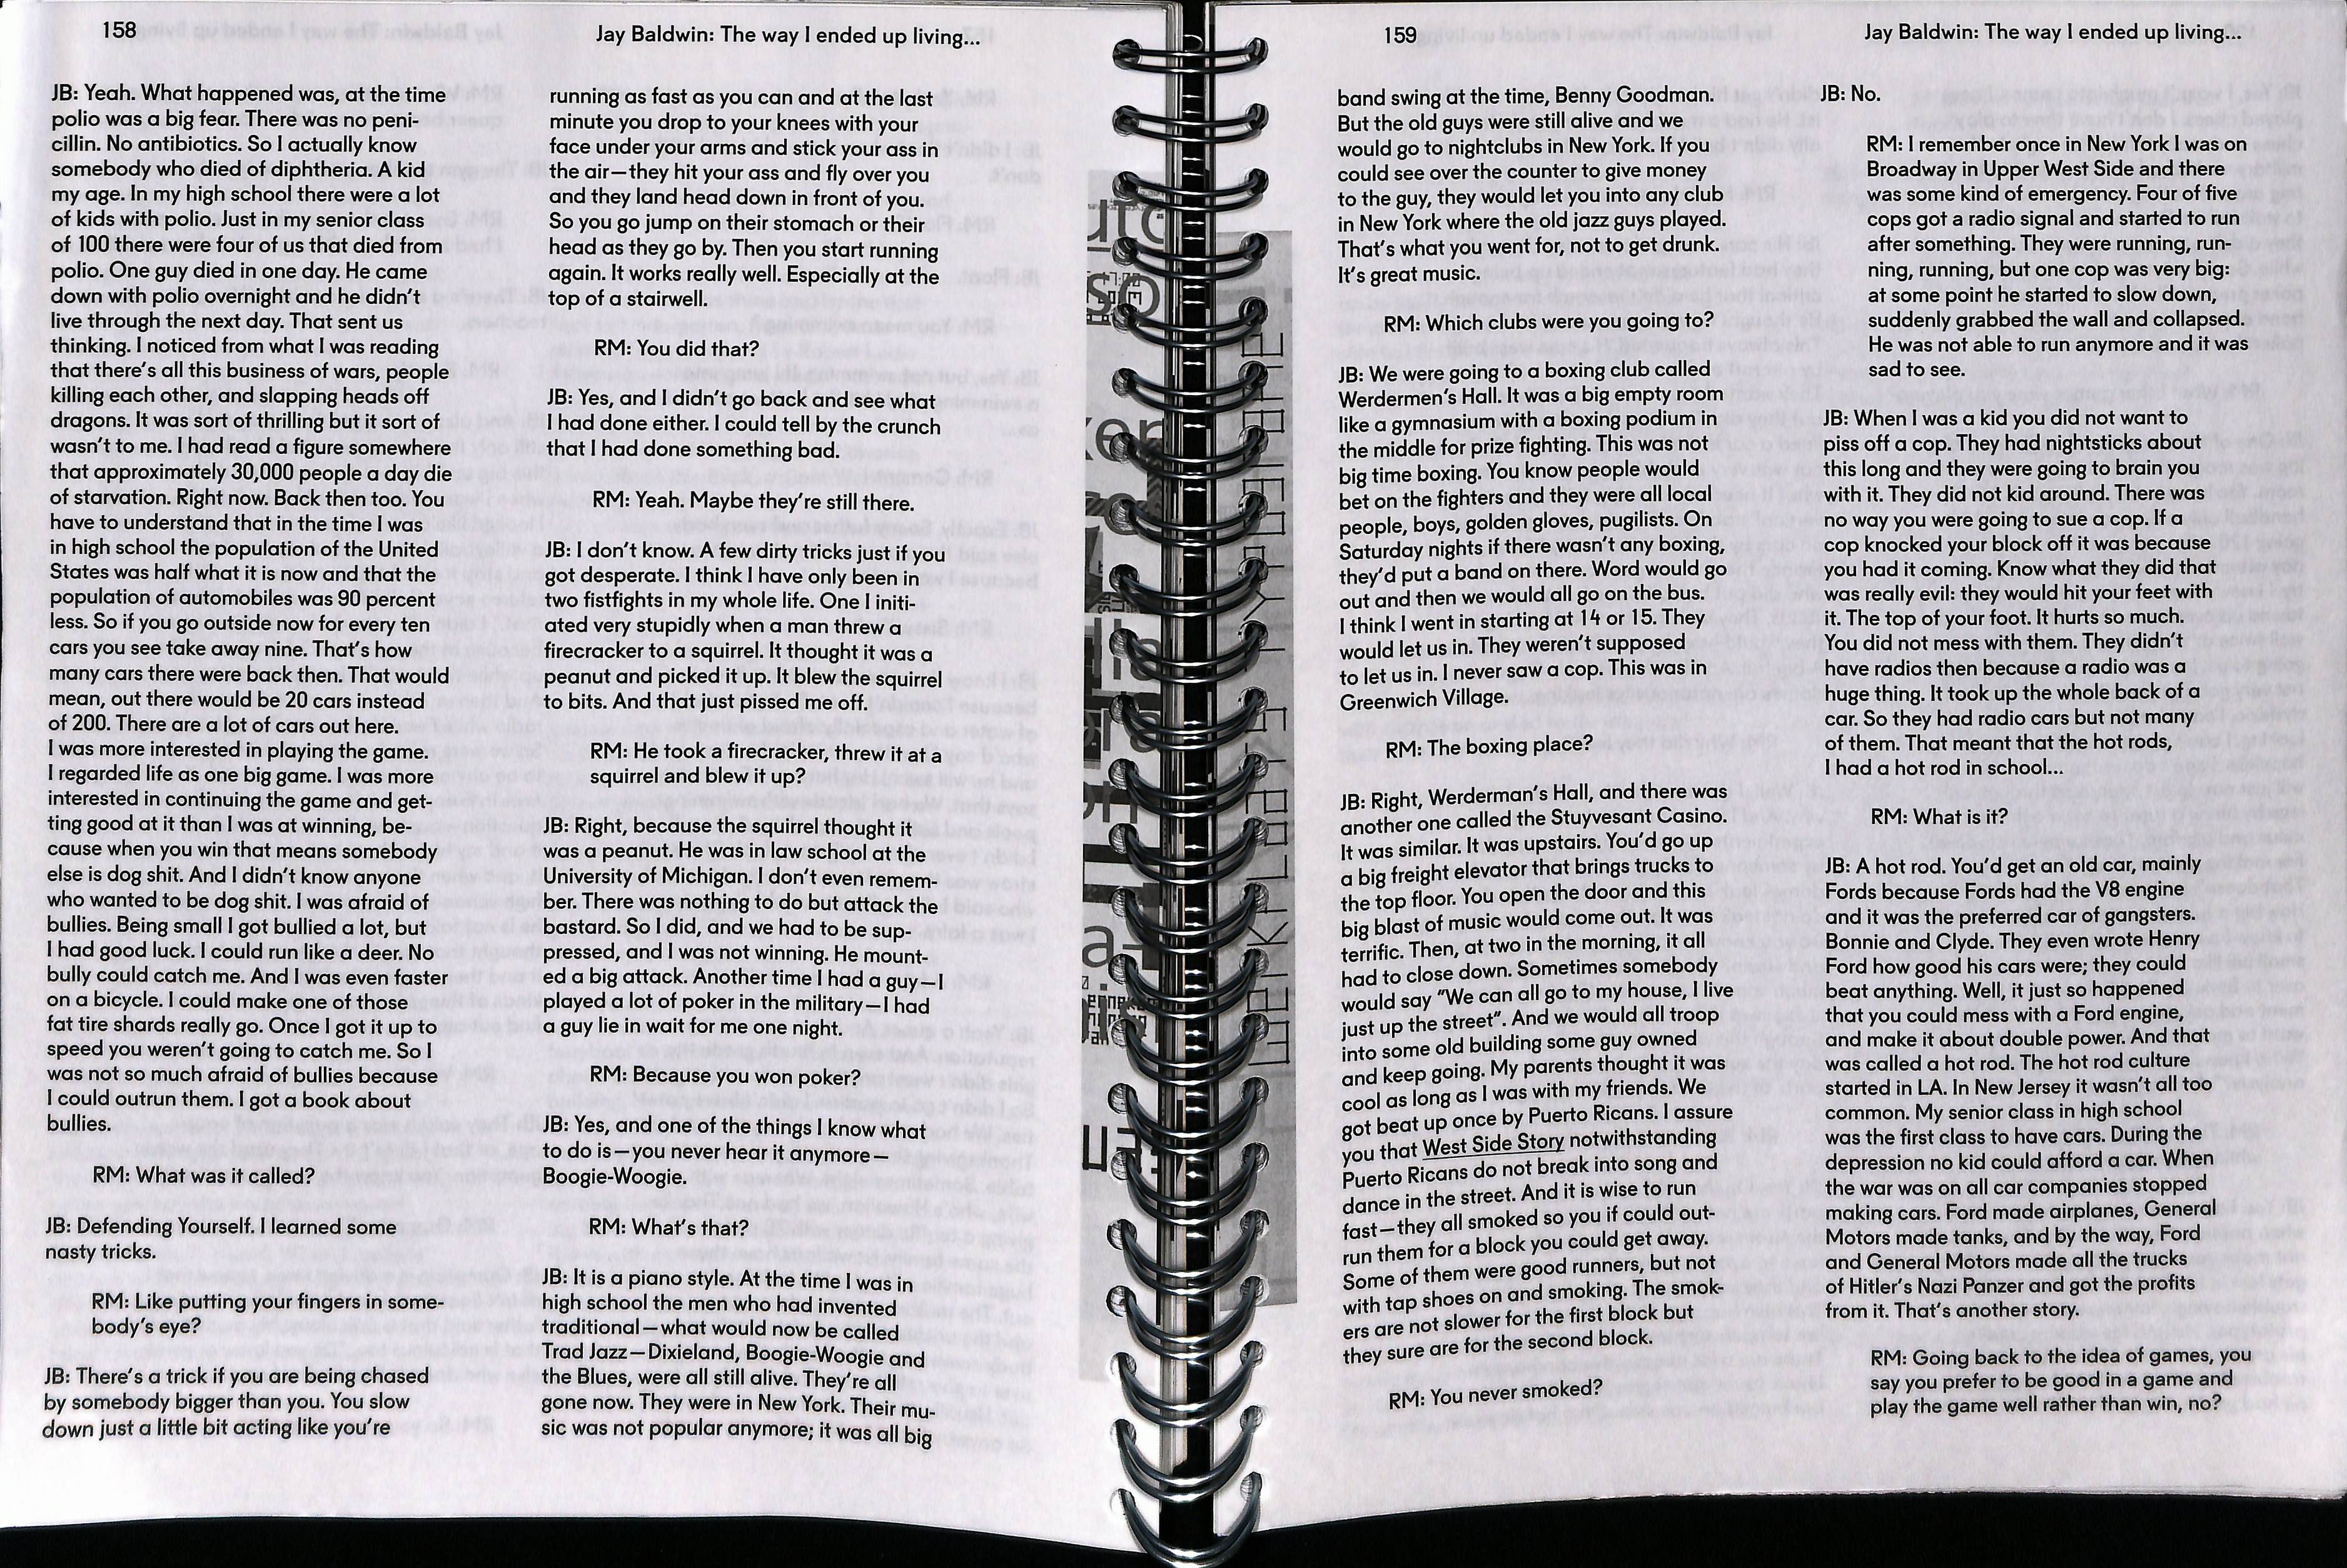 158
Jay Baldwin: The way I ended up living...
JB: Yeah. What happened was, at the time
polio was a big fear. There was no peni-
cillin. No antibiotics. So I actually know
somebody who died of diphtheria. A kid
my age. In my high school there were a lot
of kids with polio. Just in my senior class
of 100 there were four of us that died from
polio. One guy died in one day. He came
down with polio overnight and he didn't
live through the next day. That sent us
thinking. I noticed from what I was reading
that there's all this business of wars, people
killing each other, and slapping heads off
dragons. It was sort of thrilling but it sort of
wasn't to me. I had read a figure somewhere
that approximately 30,000 people a day die
of starvation. Right now. Back then too. You
have to understand that in the time I was
in high school the population of the United
States was half what it is now and that the
population of automobiles was 90 percent
less. So if you go outside now for every ten
cars you see take away nine. That's how
many cars there were back then. That would
mean, out there would be 20 cars instead
of 200. There are a lot of cars out here.
I was more interested in playing the game.
I regarded life as one big game. I was more
interested in continuing the game and get-
ting good at it than I was at winning, be-
cause when you win that means somebody
else is dog shit. And I didn't know anyone
who wanted to be dog shit. I was afraid of
bullies. Being small I got bullied a lot, but
I had good luck. I could run like a deer. No
bully could catch me. And I was even faster
on a bicycle. I could make one of those
fat tire shards really go. Once I got it up to
speed you weren't going to catch me. So I
was not so much afraid of bullies because
I could outrun them. I got a book about
bullies.
RM: What was it called?
JB: Defending Yourself. I learned some
nasty tricks.
RM: Like putting your fingers in some-
body's eye?
JB: There's a trick if you are being chased
by somebody bigger than you. You slow
down just a little bit acting like you're
running as fast as you can and at the last
minute you drop to your knees with your
face under your arms and stick your ass in
the air—they hit your ass and fly over you
and they land head down in front of you.
So you go jump on their stomach or their
head as they go by. Then you start running
again. It works really well. Especially at the
top of a stairwell.
RM: You did that?
JB: Yes, and I didn't go back and see what
I had done either. I could tell by the crunch
that I had done something bad.
RM: Yeah. Maybe they're still there.
JB: I don't know. A few dirty tricks just if you
got desperate. I think I have only been in
two fistfights in my whole life. One I initi-
ated very stupidly when a man threw a
firecracker to a squirrel. It thought it was a
peanut and picked it up. It blew the squirrel
to bits. And that just pissed me off.
RM: He took a firecracker, threw it at a
squirrel and blew it up?
JB: Right, because the squirrel thought it
was a peanut. He was in law school at the
University of Michigan. I don't even remem-
ber. There was nothing to do but attack the
bastard. So I did, and we had to be sup-
pressed, and I was not winning. He mount-
ed a big attack. Another time I had a guy—I
played a lot of poker in the military—I had
a guy lie in wait for me one night.
RM: Because you won poker?
JB: Yes, and one of the things I know what
to do is—you never hear it anymore—
Boogie-Woogie.
RM: What's that?
JB: It is a piano style. At the time I was in
high school the men who had invented
traditional—what would now be called
Trad Jazz—Dixieland, Boogie-Woogie and
the Blues, were all still alive. They're all
gone now. They were in New York. Their mu-
sic was not popular anymore; it was all big
159
Jay Baldwin: The way I ended up living...
band swing at the time, Benny Goodman.
But the old guys were still alive and we
would go to nightclubs in New York. If you
could see over the counter to give money
to the guy, they would let you into any club
in New York where the old jazz guys played.
That's what you went for, not to get drunk.
It's great music.
RM: Which clubs were you going to?
JB: We were going to a boxing club called
Werdermen's Hall. It was a big empty room
like a gymnasium with a boxing podium in
the middle for prize fighting. This was not
big time boxing. You know people would
bet on the fighters and they were all local
people, boys, golden gloves, pugilists. On
Saturday nights if there wasn't any boxing,
they'd put a band on there. Word would go
out and then we would all go on the bus.
I think I went in starting at 14 or 15. They
would let us in. They weren't supposed
to let us in. I never saw a cop. This was in
Greenwich Village.
RM: The boxing place?
JB: Right, Werderman's Hall, and there was
another one called the Stuyvesant Casino.
It was similar. It was upstairs. You'd go up
a big freight elevator that brings trucks to
the top floor. You open the door and this
big blast of music would come out. It was
terrific. Then, at two in the morning, it all
had to close down. Sometimes somebody
would say "We can all go to my house, I live
just up the street". And we would all troop
into some old building some guy owned
and keep going. My parents thought it was
cool as long as I was with my friends. We
got beat up once by Puerto Ricans. I assure
you that West Side Story notwithstanding
Puerto Ricans do not break into song and
dance in the street. And it is wise to run
fast—they all smoked so you if could out-
run them for a block you could get away.
Some of them were good runners, but not
with tap shoes on and smoking. The smok-
ers are not slower for the first block but
they sure are for the second block.
RM: You never smoked?
JB: No.
RM: I remember once in New York I was on
Broadway in Upper West Side and there
was some kind of emergency. Four of five
cops got a radio signal and started to run
after something. They were running, run-
ning, running, but one cop was very big:
at some point he started to slow down,
suddenly grabbed the wall and collapsed.
He was not able to run anymore and it was
sad to see.
JB: When I was a kid you did not want to
piss off a cop. They had nightsticks about
this long and they were going to brain you
with it. They did not kid around. There was
no way you were going to sue a cop. If a
cop knocked your block off it was because
you had it coming. Know what they did that
was really evil: they would hit your feet with
it. The top of your foot. It hurts so much.
You did not mess with them. They didn't
have radios then because a radio was a
huge thing. It took up the whole back of a
car. So they had radio cars but not many
of them. That meant that the hot rods,
I had a hot rod in school...
RM: What is it?
JB: A hot rod. You'd get an old car, mainly
Fords because Fords had the V8 engine
and it was the preferred car of gangsters.
Bonnie and Clyde. They even wrote Henry
Ford how good his cars were; they could
beat anything. Well, it just so happened
that you could mess with a Ford engine,
and make it about double power. And that
was called a hot rod. The hot rod culture
started in LA. In New Jersey it wasn't all too
common. My senior class in high school
was the first class to have cars. During the
depression no kid could afford a car. When
the war was on all car companies stopped
making cars. Ford made airplanes, General
Motors made tanks, and by the way, Ford
and General Motors made all the trucks
of Hitler's Nazi Panzer and got the profits
from it. That's another story.
RM: Going back to the idea of games, you
say you prefer to be good in a game and
play the game well rather than win, no?